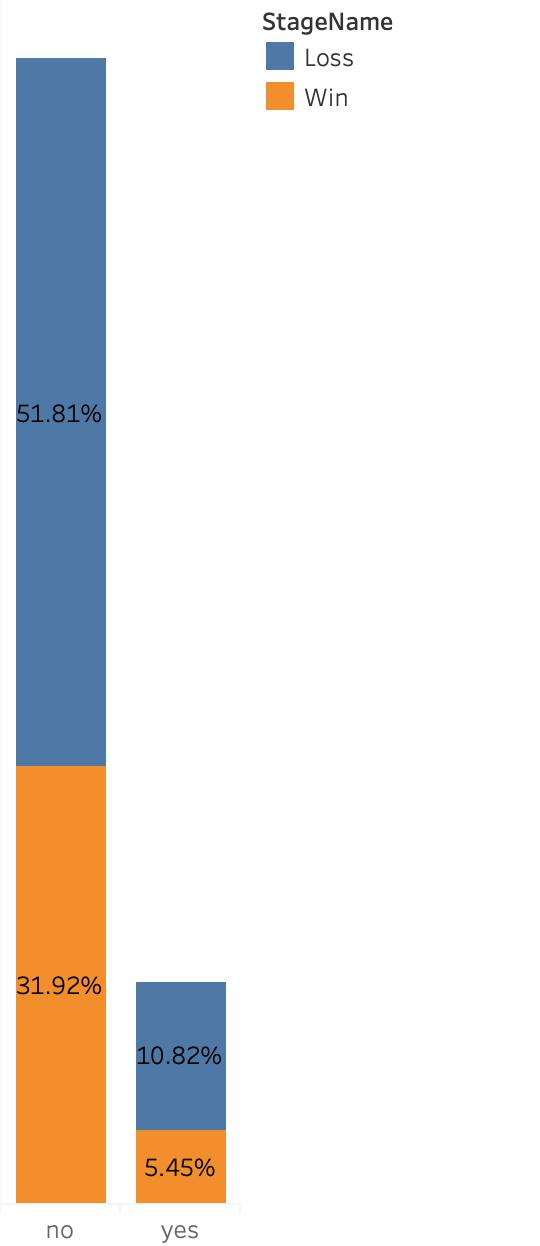 StageName
Loss
Win
51.81%
31.92%
10.82%
5.45%
no yes